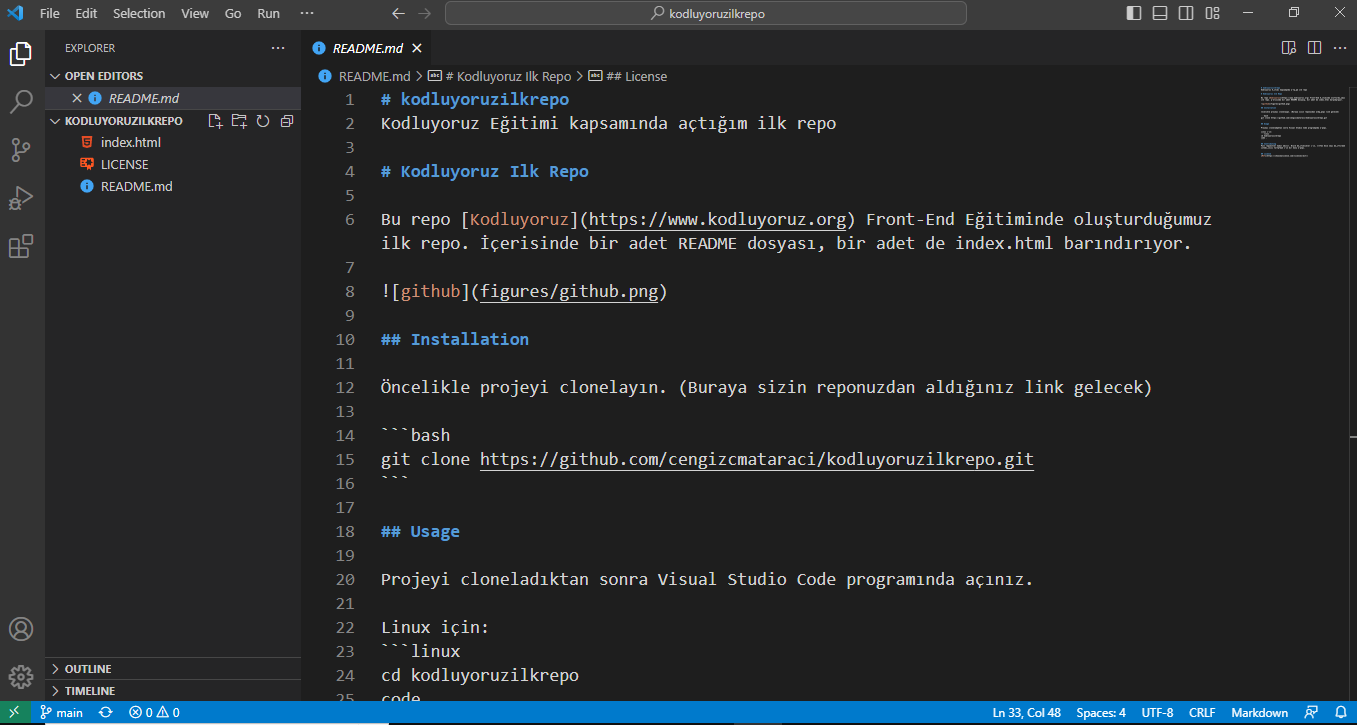 File Edit Selection View Go Run ··· kodluyoruzilkrepo
EXPLORER ···
OPEN EDITORS
README.md
KODLUYORUZILKREPO
index.html
LICENSE
README.md
OUTLINE
TIMELINE
README.md
README.md > # Kodluyoruz Ilk Repo > ## License
1 # kodluyoruzilkrepo
2 Kodluyoruz Eğitimi kapsamında açtığım ilk repo
3
4 # Kodluyoruz Ilk Repo
5
6 Bu repo [Kodluyoruz](https://www.kodluyoruz.org) Front-End Eğitiminde oluşturduğumuz
ilk repo. İçerisinde bir adet README dosyası, bir adet de index.html barındırıyor.
7
8 ![github](figures/github.png)
9
10 ## Installation
11
12 Öncelikle projeyi clonelayın. (Buraya sizin reponuzdan aldığınız link gelecek)
13
14 ```bash
15 git clone https://github.com/cengizcmataraci/kodluyoruzilkrepo.git
16 ```
17
18 ## Usage
19
20 Projeyi cloneladıktan sonra Visual Studio Code programında açınız.
21
22 Linux için:
23 ```linux
24 cd kodluyoruzilkrepo
25 code
main 0 0 Ln 33, Col 48 Spaces: 4 UTF-8 CRLF Markdown